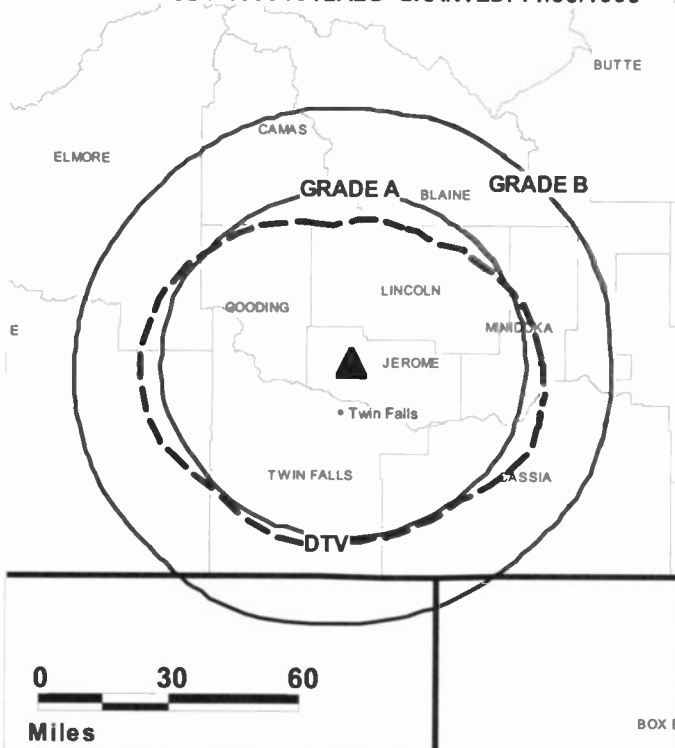 BUTTE
CAMAS
ELMORE
GRADE A
BLAINE
GRADE B
GOODING
LINCOLN
E
MINIDOKA
JEROME
Twin Falls
TWIN FALLS
CASSIA
DTV
0 30 60
Miles
BOX